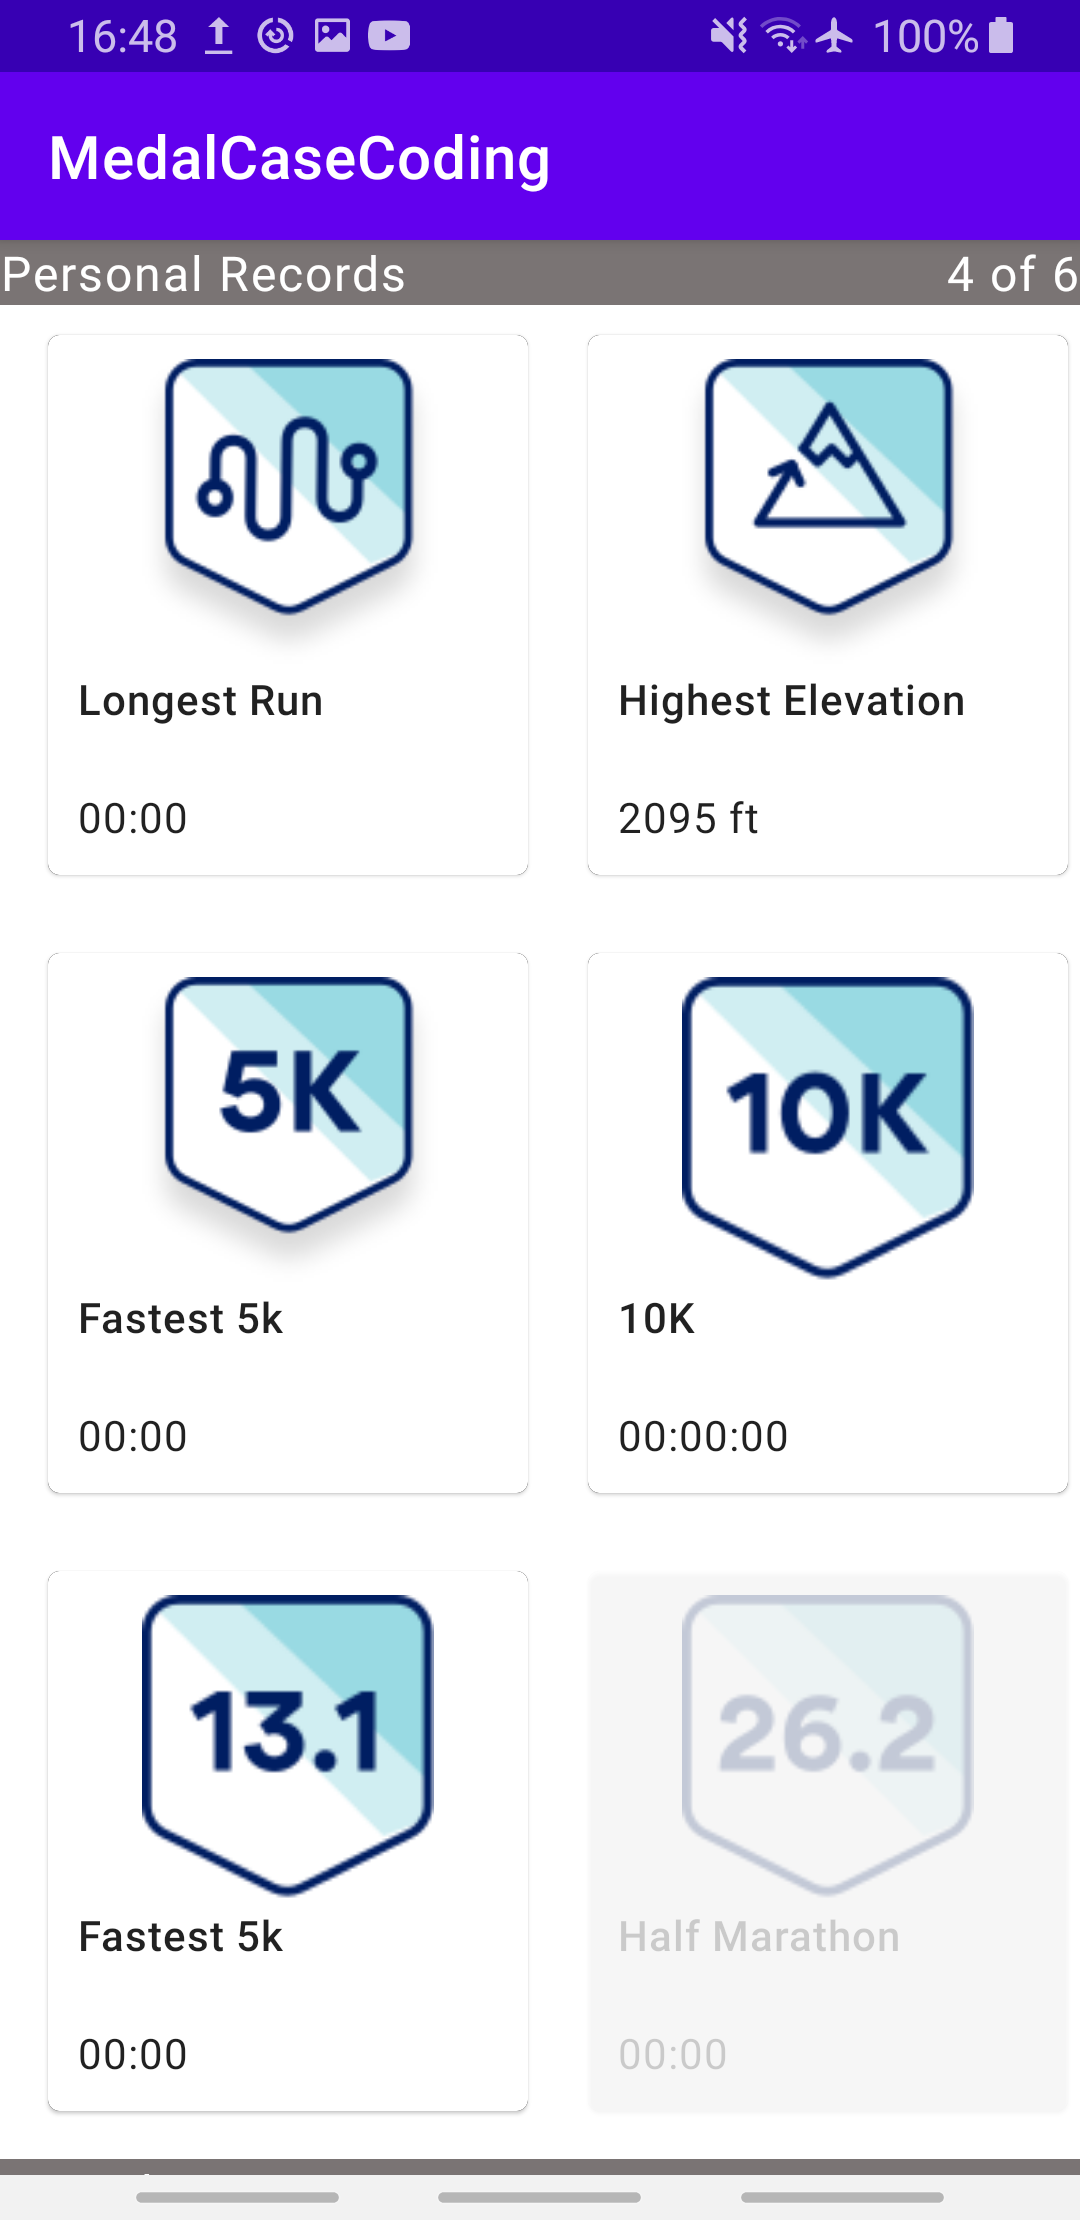 16:48 100%
MedalCaseCoding
Personal Records 4 of 6
Longest Run Highest Elevation
00:00 2095 ft
5K 10K
Fastest 5k 10K
00:00 00:00:00
13.1 26.2
Fastest 5k Half Marathon
00:00 00:00